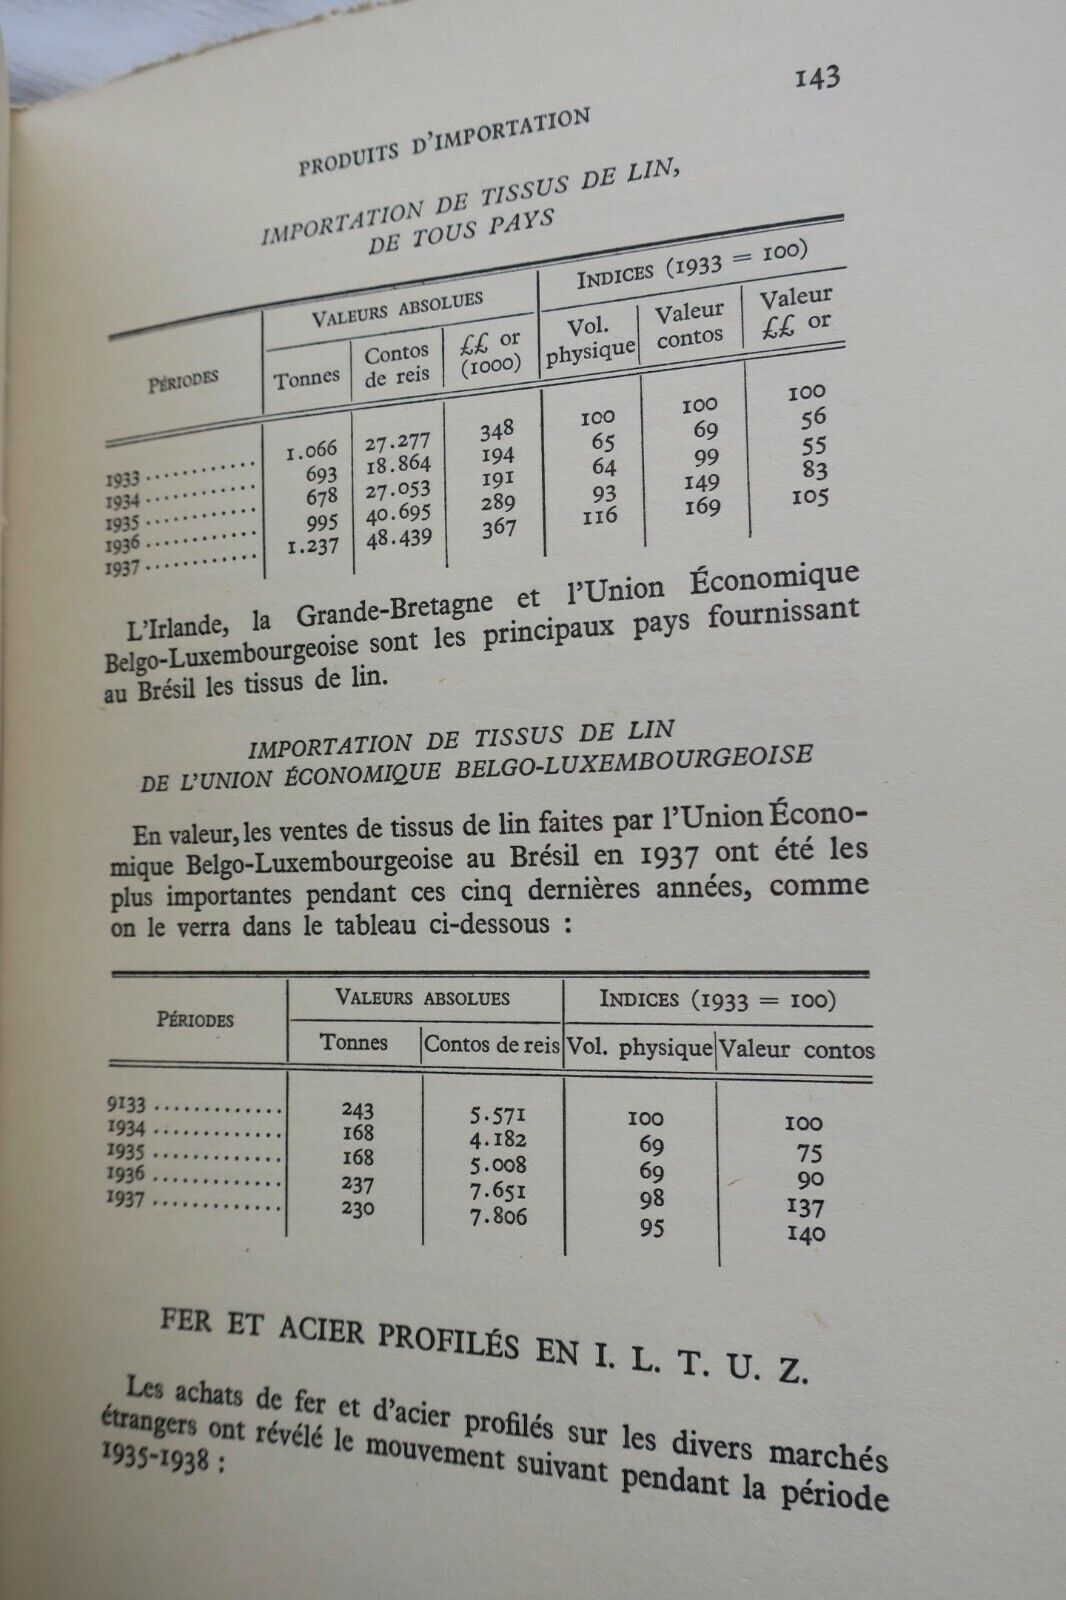 143
PRODUITS D'IMPORTATION
IMPORTATION DE TISSUS DE LIN,
DE TOUS PAYS
PÉRIODES VALEURS ABSOLUES INDICES (1933 = 100)
Tonnes Contos de reis ££ or (1000) Vol. physique Valeur contos Valeur ££ or
1933 ............ 1.066 27.277 348 100 100 100
1934 ............ 693 18.864 194 65 69 56
1935 ............ 678 27.053 191 64 99 55
1936 ............ 995 40.695 289 93 149 83
1937 ............ 1.237 48.439 367 116 169 105
L'Irlande, la Grande-Bretagne et l'Union Économique
Belgo-Luxembourgeoise sont les principaux pays fournissant
au Brésil les tissus de lin.
IMPORTATION DE TISSUS DE LIN
DE L'UNION ÉCONOMIQUE BELGO-LUXEMBOURGEOISE
En valeur, les ventes de tissus de lin faites par l'Union Écono-
mique Belgo-Luxembourgeoise au Brésil en 1937 ont été les
plus importantes pendant ces cinq dernières années, comme
on le verra dans le tableau ci-dessous :
PÉRIODES VALEURS ABSOLUES INDICES (1933 = 100)
Tonnes Contos de reis Vol. physique Valeur contos
9133 ............. 243 5.571 100 100
1934 ............. 168 4.182 69 75
1935 ............. 168 5.008 69 90
1936 ............. 237 7.651 98 137
1937 ............. 230 7.806 95 140
FER ET ACIER PROFILÉS EN I. L. T. U. Z.
Les achats de fer et d'acier profilés sur les divers marchés
étrangers ont révélé le mouvement suivant pendant la période
1935-1938 :